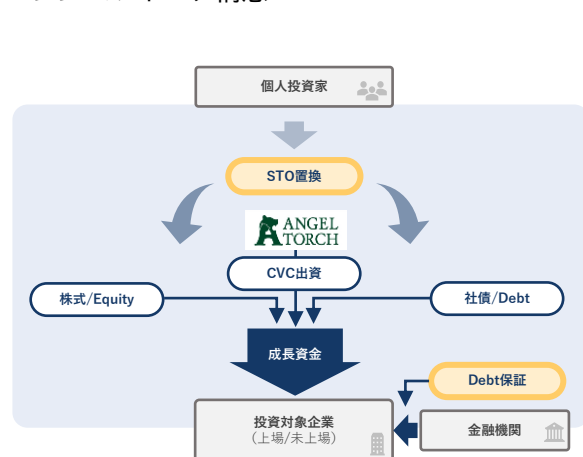 個人投資家
STO置換
ANGEL
TORCH
CVC出資
株式/Equity
社債/Debt
成長資金
Debt保証
投資対象企業
(上場/未上場)
金融機関